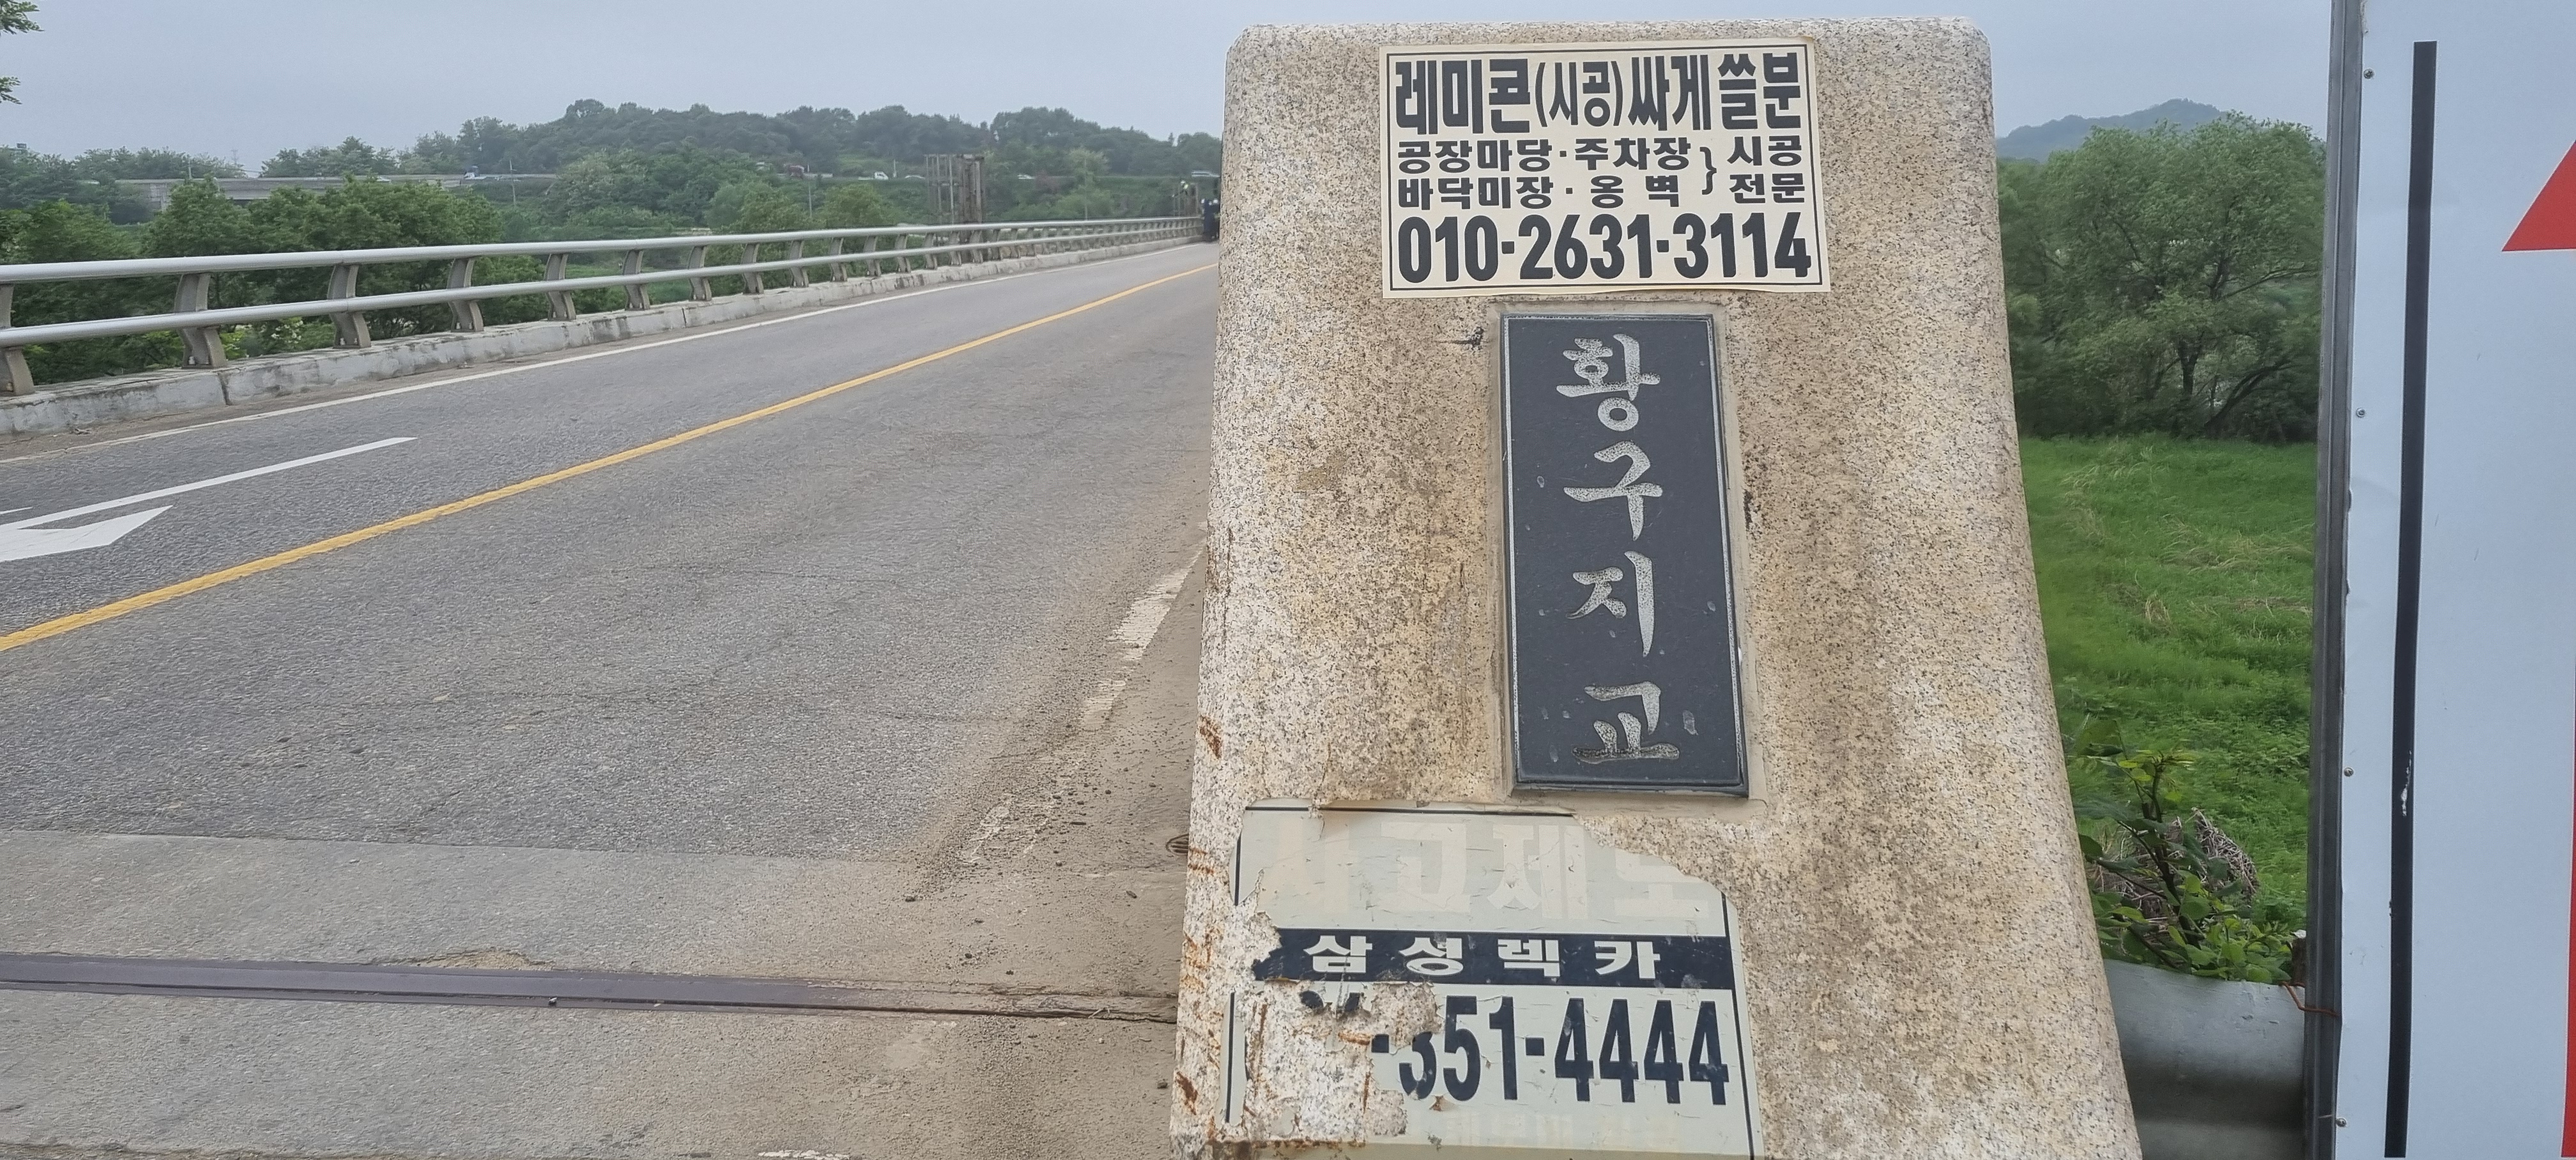 레미콘(시공)싸게 쓸분
공장마당·주차장 } 시공
바닥미장·옹벽 } 전문
010-2631-3114
황구지교
삼성렉카
-351-4444